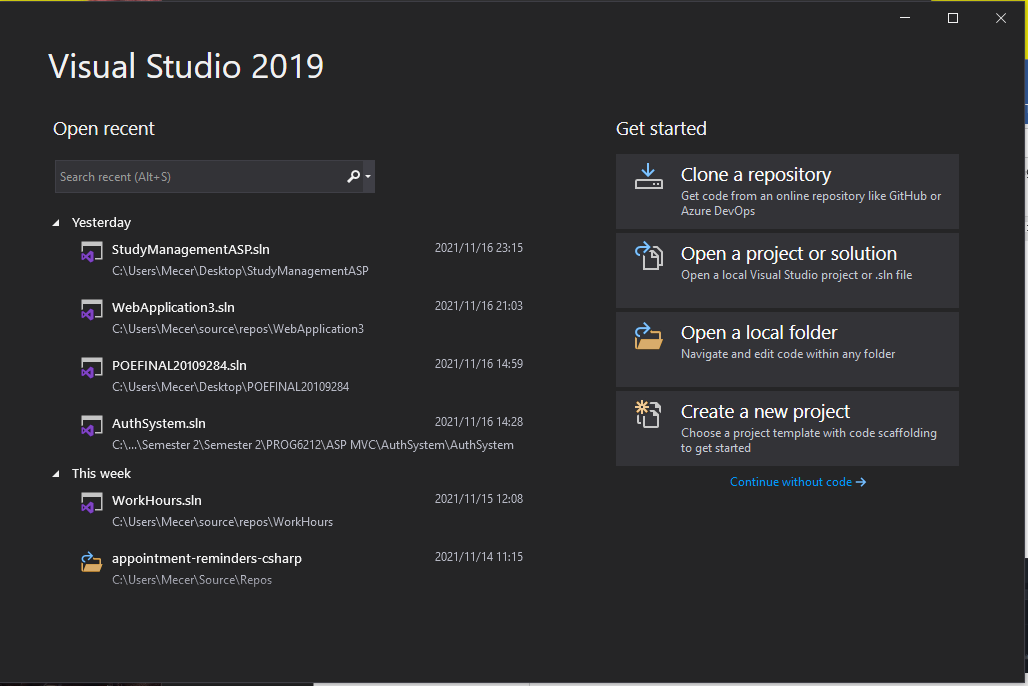 Visual Studio 2019
Open recent
Search recent (Alt+S)
Yesterday
StudyManagementASP.sln 2021/11/16 23:15
C:\Users\Mecer\Desktop\StudyManagementASP
WebApplication3.sln 2021/11/16 21:03
C:\Users\Mecer\source\repos\WebApplication3
POEFINAL20109284.sln 2021/11/16 14:59
C:\Users\Mecer\Desktop\POEFINAL20109284
AuthSystem.sln 2021/11/16 14:28
C:\...\Semester 2\Semester 2\PROG6212\ASP MVC\AuthSystem\AuthSystem
This week
WorkHours.sln 2021/11/15 12:08
C:\Users\Mecer\source\repos\WorkHours
appointment-reminders-csharp 2021/11/14 11:15
C:\Users\Mecer\Source\Repos
Get started
Clone a repository
Get code from an online repository like GitHub or
Azure DevOps
Open a project or solution
Open a local Visual Studio project or .sln file
Open a local folder
Navigate and edit code within any folder
Create a new project
Choose a project template with code scaffolding
to get started
Continue without code →